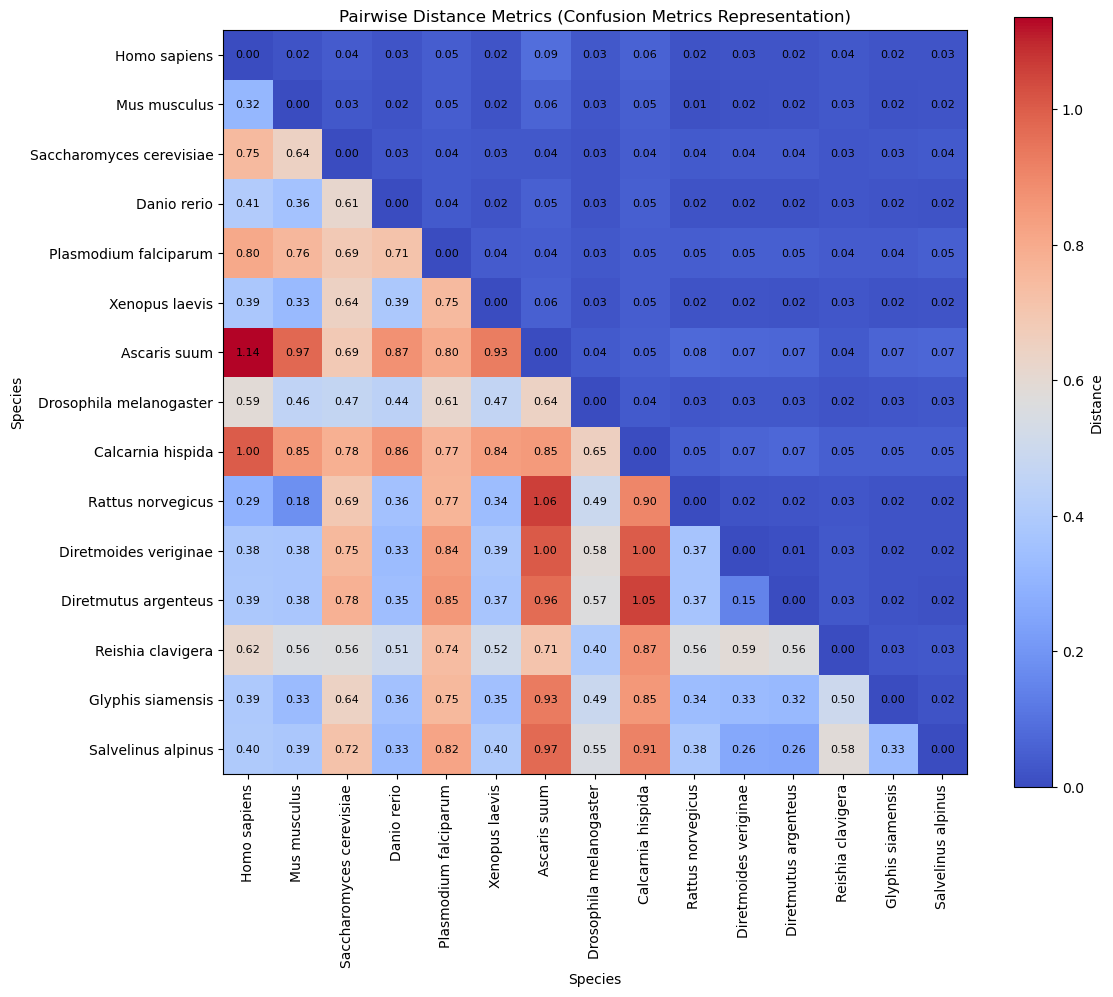 Pairwise Distance Metrics (Confusion Metrics Representation)
Homo sapiens 0.00 0.02 0.04 0.03 0.05 0.02 0.09 0.03 0.06 0.02 0.03 0.02 0.04 0.02 0.03
Mus musculus 0.32 0.00 0.03 0.02 0.05 0.02 0.06 0.03 0.05 0.01 0.02 0.02 0.03 0.02 0.02
Saccharomyces cerevisiae 0.75 0.64 0.00 0.03 0.04 0.03 0.04 0.03 0.04 0.04 0.04 0.04 0.03 0.03 0.04
Danio rerio 0.41 0.36 0.61 0.00 0.04 0.02 0.05 0.03 0.05 0.02 0.02 0.02 0.03 0.02 0.02
Plasmodium falciparum 0.80 0.76 0.69 0.71 0.00 0.04 0.04 0.03 0.04 0.05 0.05 0.05 0.04 0.04 0.05
Xenopus laevis 0.39 0.33 0.64 0.39 0.75 0.00 0.06 0.03 0.05 0.02 0.02 0.02 0.03 0.02 0.02
Ascaris suum 1.14 0.97 0.69 0.87 0.80 0.93 0.00 0.04 0.05 0.08 0.07 0.07 0.04 0.07 0.07
Drosophila melanogaster 0.59 0.46 0.47 0.44 0.61 0.47 0.64 0.00 0.04 0.03 0.03 0.03 0.02 0.03 0.03
Calcarnia hispida 1.00 0.85 0.78 0.86 0.77 0.84 0.85 0.65 0.00 0.05 0.07 0.07 0.05 0.05 0.05
Rattus norvegicus 0.29 0.18 0.69 0.36 0.77 0.34 1.06 0.49 0.90 0.00 0.02 0.02 0.03 0.02 0.02
Diretmoides veriginae 0.38 0.38 0.75 0.33 0.84 0.39 1.00 0.58 1.00 0.37 0.00 0.01 0.03 0.02 0.02
Diretmutus argenteus 0.39 0.38 0.78 0.35 0.85 0.37 0.96 0.57 1.05 0.37 0.15 0.00 0.03 0.02 0.02
Reishia clavigera 0.62 0.56 0.56 0.51 0.74 0.52 0.71 0.40 0.87 0.56 0.59 0.56 0.00 0.03 0.03
Glyphis siamensis 0.39 0.33 0.64 0.36 0.75 0.35 0.93 0.49 0.85 0.34 0.33 0.32 0.50 0.00 0.02
Salvelinus alpinus 0.40 0.39 0.72 0.33 0.82 0.40 0.97 0.55 0.91 0.38 0.26 0.26 0.58 0.33 0.00
Species
Homo sapiens
Mus musculus
Saccharomyces cerevisiae
Danio rerio
Plasmodium falciparum
Xenopus laevis
Ascaris suum
Drosophila melanogaster
Calcarnia hispida
Rattus norvegicus
Diretmoides veriginae
Diretmutus argenteus
Reishia clavigera
Glyphis siamensis
Salvelinus alpinus
Species
1.0
0.8
0.6
0.4
0.2
0.0
Distance